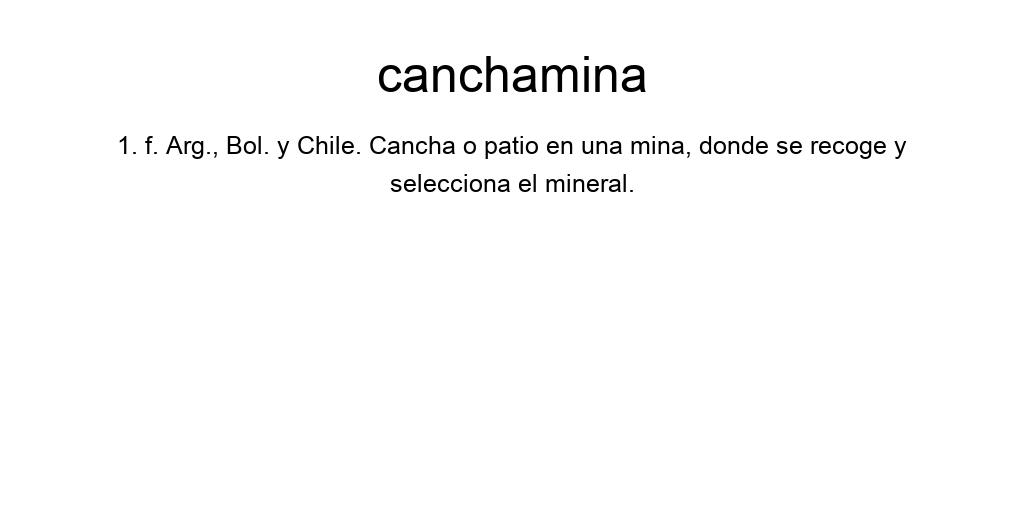 canchamina
1. f. Arg., Bol. y Chile. Cancha o patio en una mina, donde se recoge y
selecciona el mineral.